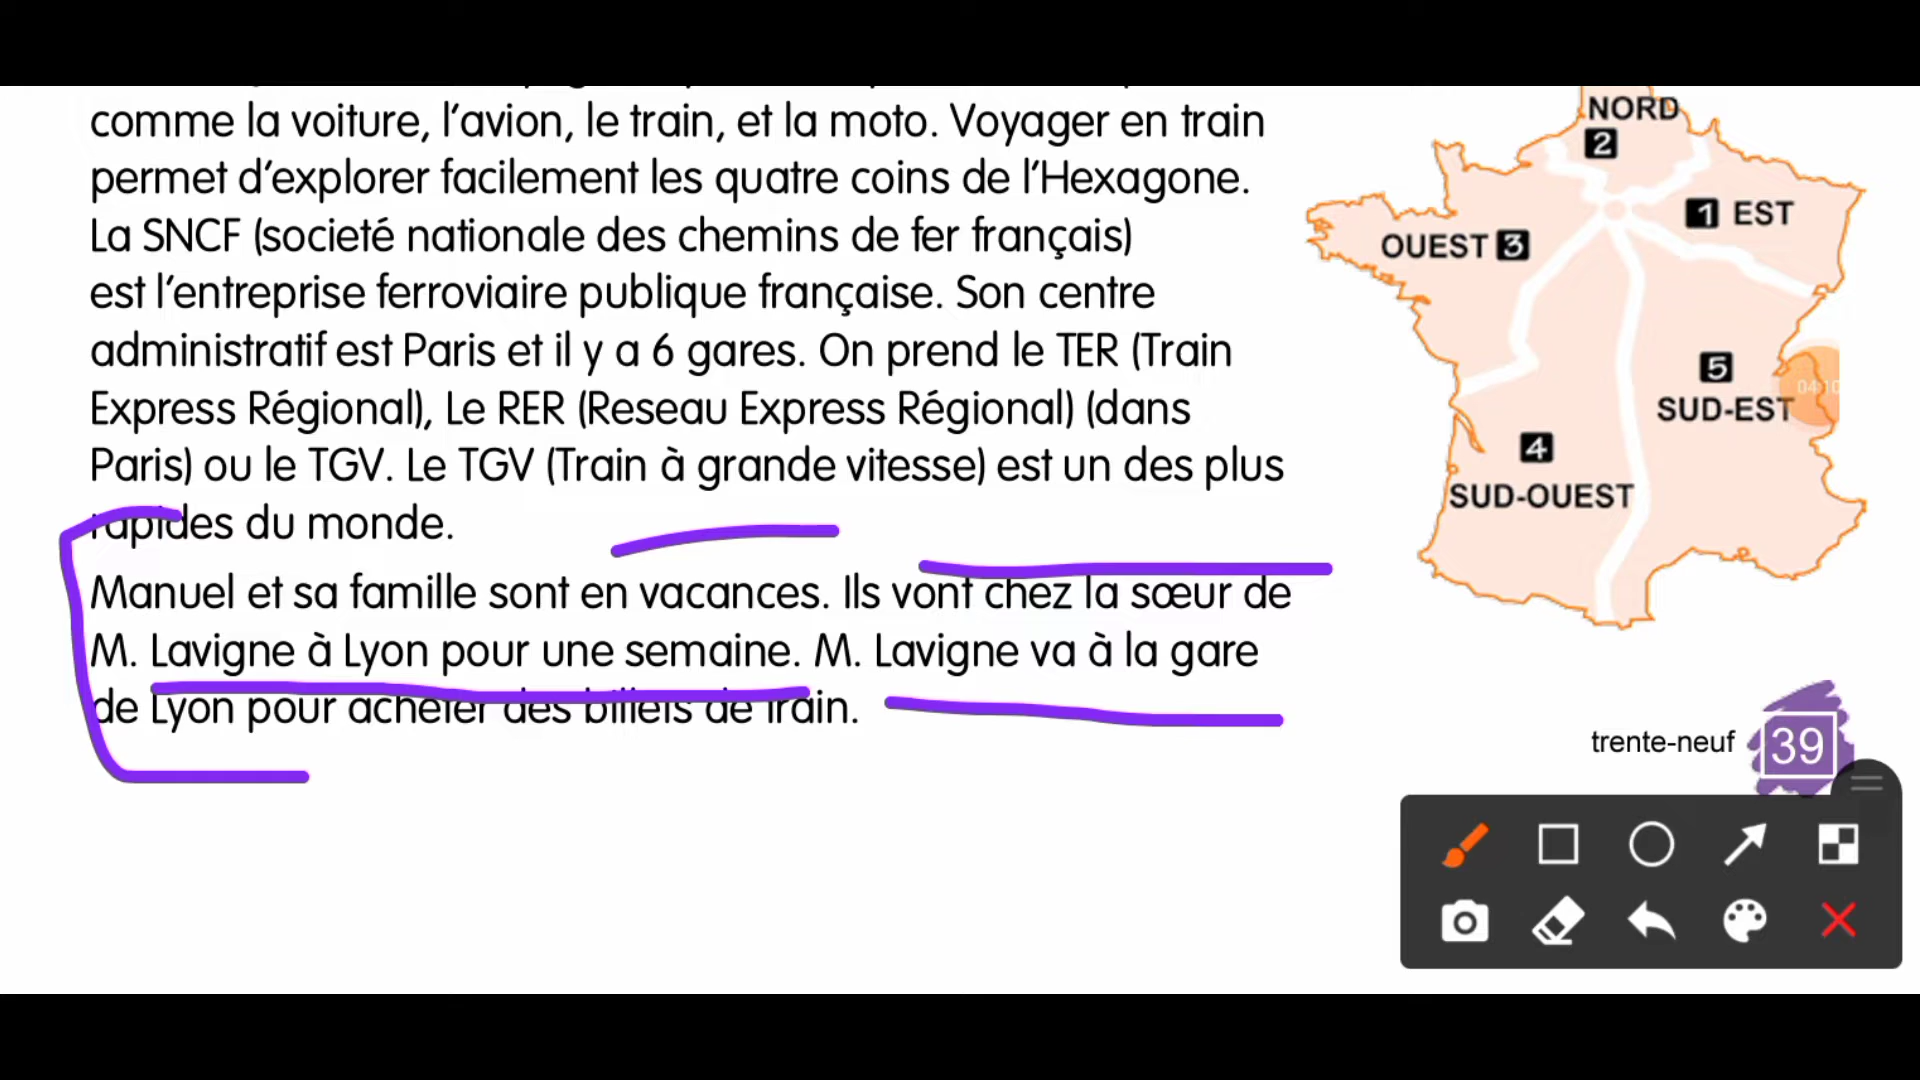 comme la voiture, l'avion, le train, et la moto. Voyager en train
permet d'explorer facilement les quatre coins de l'Hexagone.
La SNCF (societé nationale des chemins de fer français)
est l'entreprise ferroviaire publique française. Son centre
administratif est Paris et il y a 6 gares. On prend le TER (Train
Express Régional), Le RER (Reseau Express Régional) (dans
Paris) ou le TGV. Le TGV (Train à grande vitesse) est un des plus
rapides du monde.
Manuel et sa famille sont en vacances. Ils vont chez la sœur de
M. Lavigne à Lyon pour une semaine. M. Lavigne va à la gare
de Lyon pour acheter des billets de train.
NORD
2
1 EST
OUEST 3
5
SUD-EST
04:10
4
SUD-OUEST
trente-neuf 39